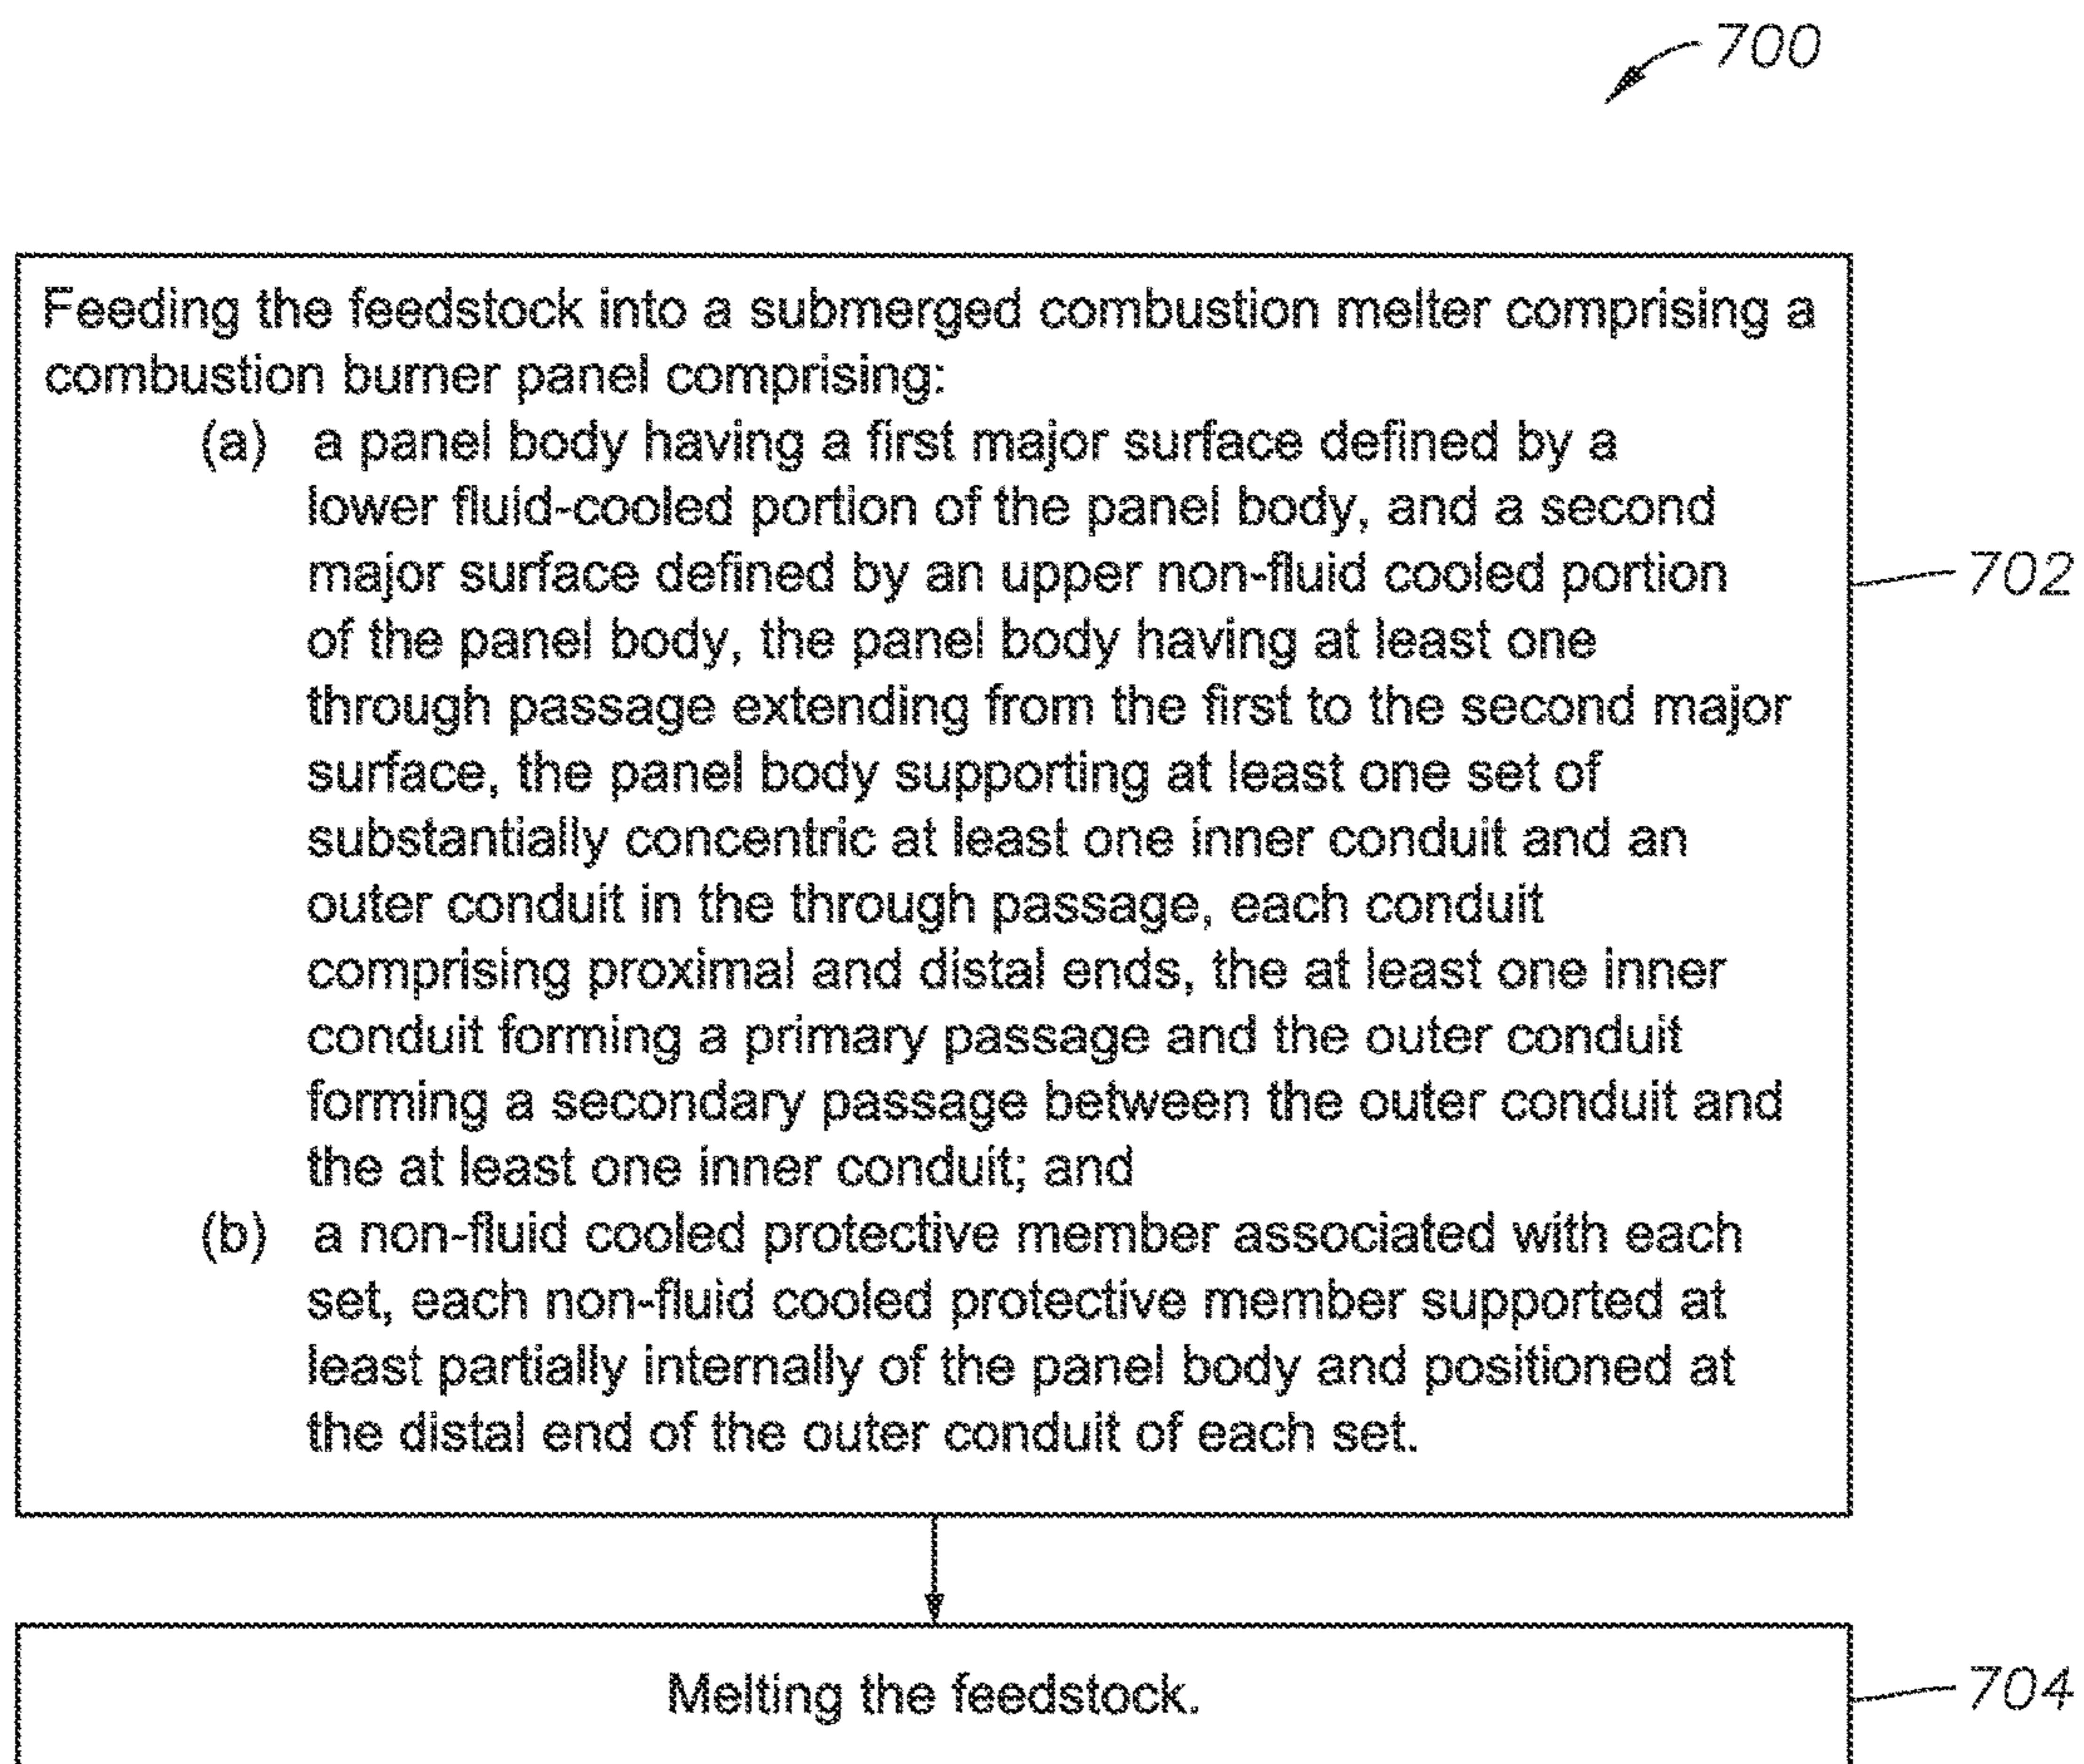 700
Feeding the feedstock into a submerged combustion melter comprising a
combustion burner panel comprising:
(a) a panel body having a first major surface defined by a
lower fluid-cooled portion of the panel body, and a second
major surface defined by an upper non-fluid cooled portion
of the panel body, the panel body having at least one
through passage extending from the first to the second major
surface, the panel body supporting at least one set of
substantially concentric at least one inner conduit and an
outer conduit in the through passage, each conduit
comprising proximal and distal ends, the at least one inner
conduit forming a primary passage and the outer conduit
forming a secondary passage between the outer conduit and
the at least one inner conduit; and
(b) a non-fluid cooled protective member associated with each
set, each non-fluid cooled protective member supported at
least partially internally of the panel body and positioned at
the distal end of the outer conduit of each set.
702
Melting the feedstock.
704